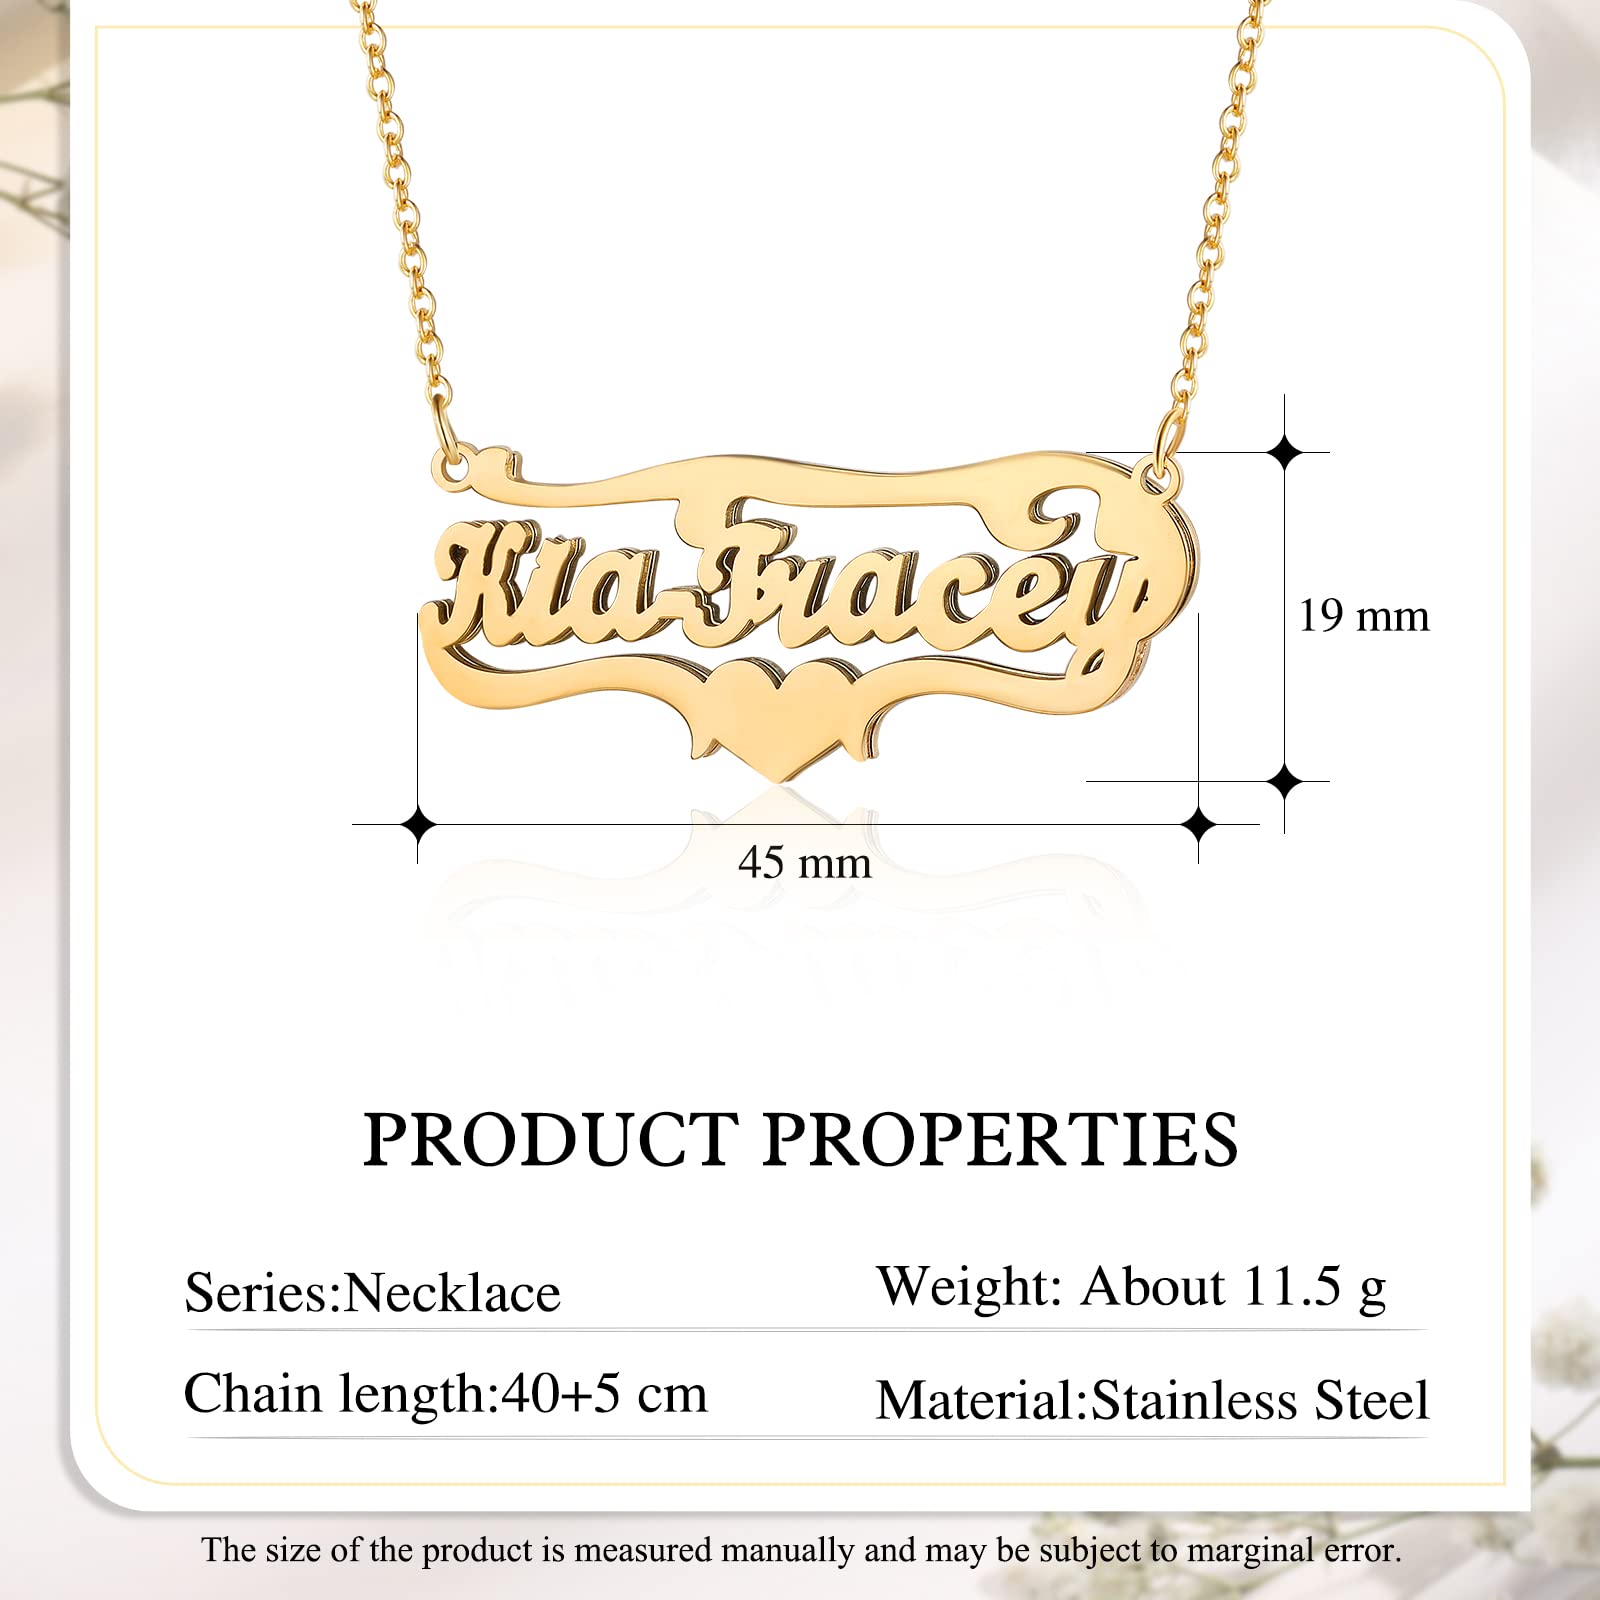 Kia-Tracey
19 mm
45 mm
PRODUCT PROPERTIES
Series:Necklace
Weight: About 11.5 g
Chain length:40+5 cm
Material:Stainless Steel
The size of the product is measured manually and may be subject to marginal error.